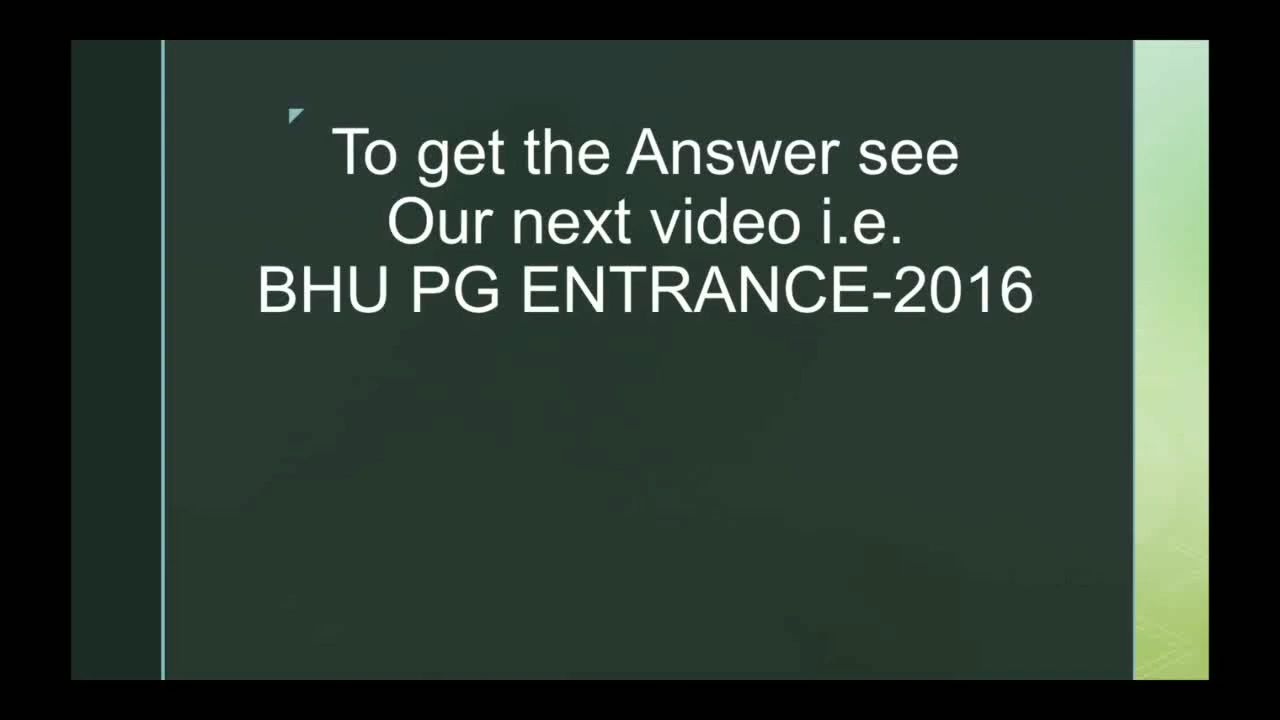 To get the Answer see
Our next video i.e.
BHU PG ENTRANCE-2016